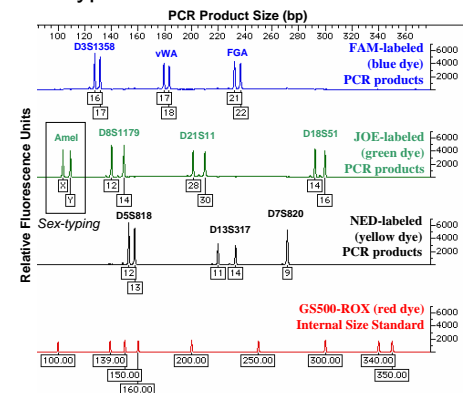 PCR Product Size (bp)
100 120 140 160 180 200 220 240 260 280 300 320 340 360
Relative Fluorescence Units
D3S1358 vWA FGA
FAM-labeled
(blue dye)
PCR products
6000
4000
2000
16 17 17 18 21 22
Amel D8S1179 D21S11 D18S51
JOE-labeled
(green dye)
PCR products
6000
4000
2000
X Y 12 14 28 30 14 16
Sex-typing
D5S818 D13S317 D7S820
NED-labeled
(yellow dye)
PCR products
6000
4000
2000
12 13 11 14 9
GS500-ROX (red dye)
Internal Size Standard
6000
4000
2000
100.00 139.00 150.00 160.00 200.00 250.00 300.00 340.00 350.00